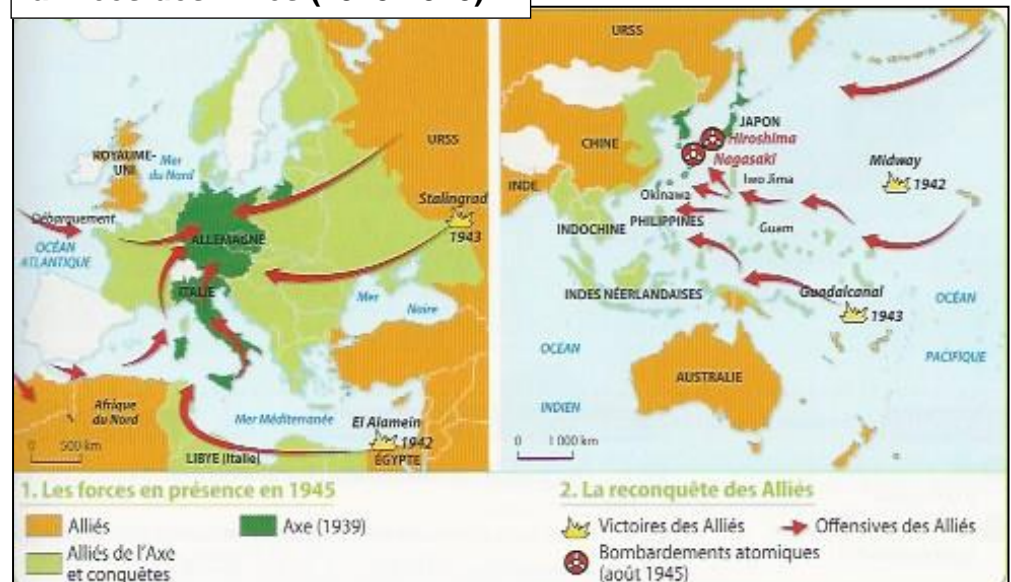 URSS
ROYAUME-
UNI
Mer
du Nord
Débarquement
OCÉAN
ATLANTIQUE
ALLEMAGNE
ITALIE
URSS
Stalingrad
1943
Mer
Noire
Afrique
du Nord
Mer Méditerranée
El Alamein
1942
LIBYE (Italie)
ÉGYPTE
0 500 km
CHINE
JAPON
Hiroshima
Nagasaki
Iwo Jima
Midway
1942
INDE
Okinawa
INDOCHINE
PHILIPPINES
Guam
INDES NÉERLANDAISES
Guadalcanal
1943
OCÉAN
PACIFIQUE
OCÉAN
INDIEN
AUSTRALIE
0 1 000 km
1. Les forces en présence en 1945
Alliés
Axe (1939)
Alliés de l'Axe
et conquêtes
2. La reconquête des Alliés
Victoires des Alliés
Offensives des Alliés
Bombardements atomiques
(août 1945)